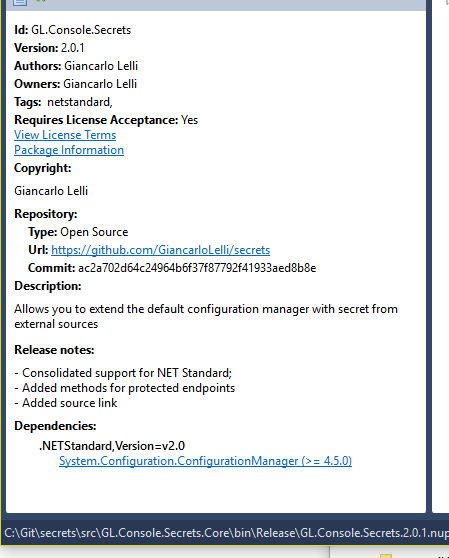 Id: GL.Console.Secrets
Version: 2.0.1
Authors: Giancarlo Lelli
Owners: Giancarlo Lelli
Tags: netstandard,
Requires License Acceptance: Yes
View License Terms
Package Information
Copyright:
Giancarlo Lelli
Repository:
Type: Open Source
Url: https://github.com/GiancarloLelli/secrets
Commit: ac2a702d64c24964b6f37f87792f41933aed8b8e
Description:
Allows you to extend the default configuration manager with secret from
external sources
Release notes:
- Consolidated support for NET Standard;
- Added methods for protected endpoints
- Added source link
Dependencies:
.NETStandard,Version=v2.0
System.Configuration.ConfigurationManager (>= 4.5.0)
C:\Git\secrets\src\GL.Console.Secrets.Core\bin\Release\GL.Console.Secrets.2.0.1.nup